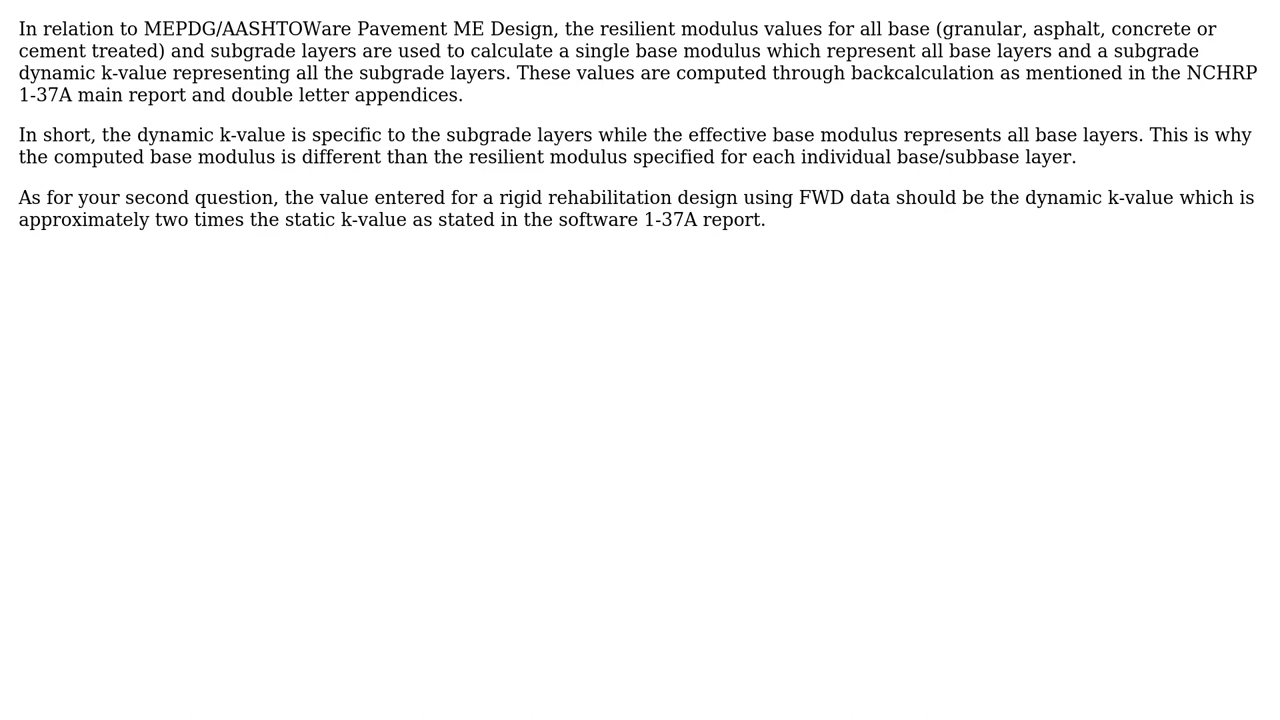 In relation to MEPDG/AASHTOWare Pavement ME Design, the resilient modulus values for all base (granular, asphalt, concrete or
cement treated) and subgrade layers are used to calculate a single base modulus which represent all base layers and a subgrade
dynamic k-value representing all the subgrade layers. These values are computed through backcalculation as mentioned in the NCHRP
1-37A main report and double letter appendices.
In short, the dynamic k-value is specific to the subgrade layers while the effective base modulus represents all base layers. This is why
the computed base modulus is different than the resilient modulus specified for each individual base/subbase layer.
As for your second question, the value entered for a rigid rehabilitation design using FWD data should be the dynamic k-value which is
approximately two times the static k-value as stated in the software 1-37A report.